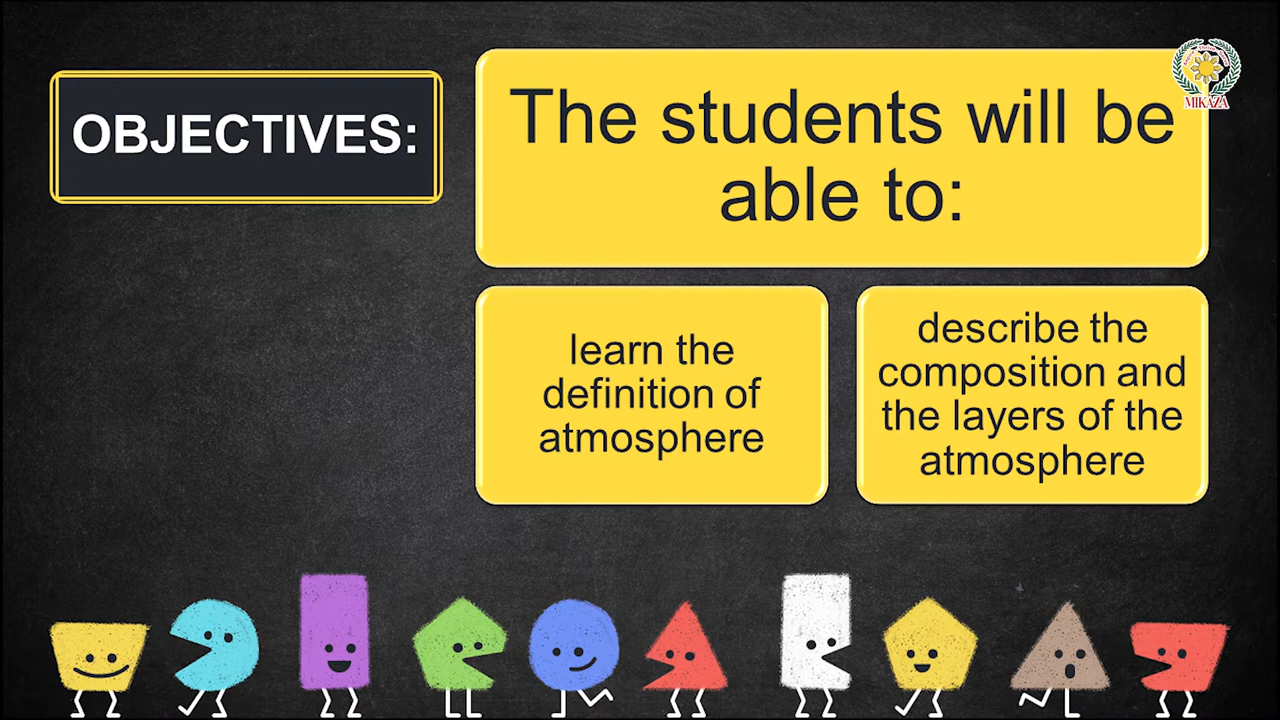 OBJECTIVES:
The students will be
able to:
learn the
definition of
atmosphere
describe the
composition and
the layers of the
atmosphere
MIKAZA